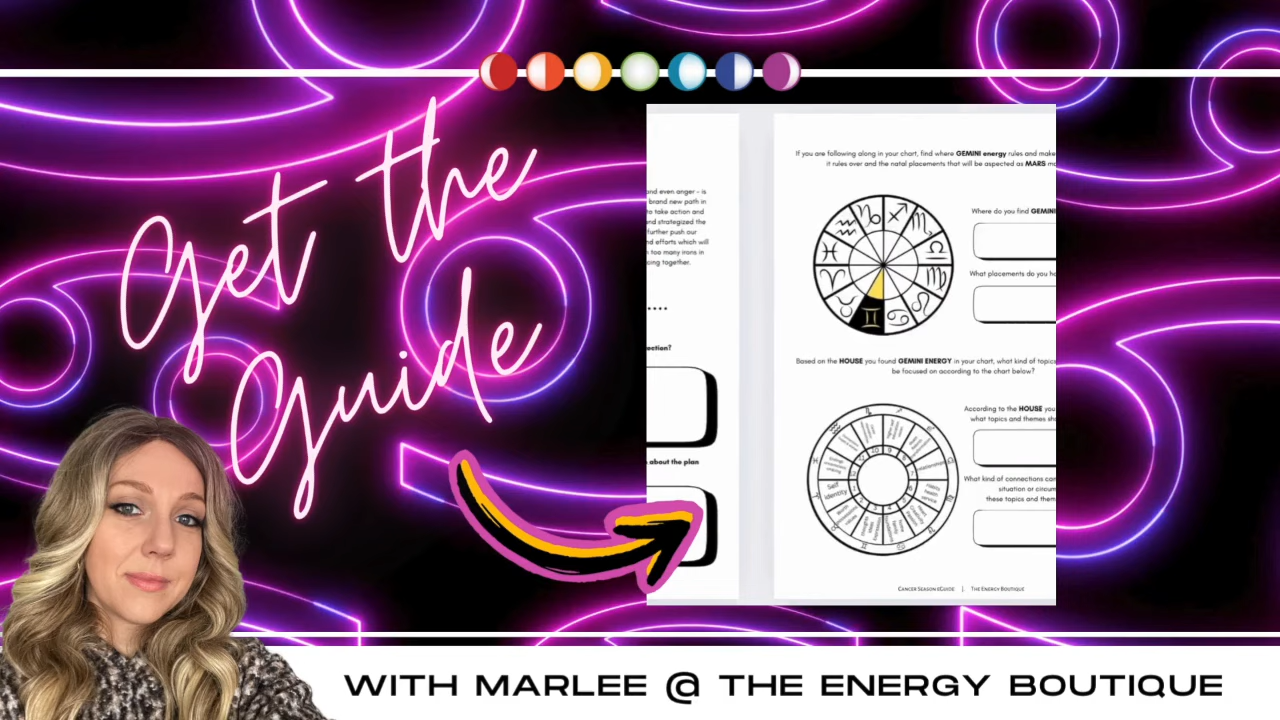 Get the
Guide
and even anger – is
brand new path in
to take action and
nd strategized the
further push our
nd efforts which will
too many irons in
cing together.
ection?
about the plan
If you are following along in your chart, find where GEMINI energy rules and make
it rules over and the natal placements that will be aspected as MARS
Where do you find GEMINI
What placements do you ha
Based on the HOUSE you found GEMINI ENERGY in your chart, what kind of topics
be focused on according to the chart below?
According to the HOUSE you
what topics and themes sh
Self
Identity
What kind of connections can
situation or circum
these topics and them
CANCER SEASON EGUIDE | THE ENERGY BOUTIQUE
WITH MARLEE @ THE ENERGY BOUTIQUE